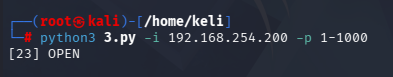 ┌──(root㉿kali)-[/home/keli]
└─# python3 3.py -i 192.168.254.200 -p 1-1000
[23] OPEN